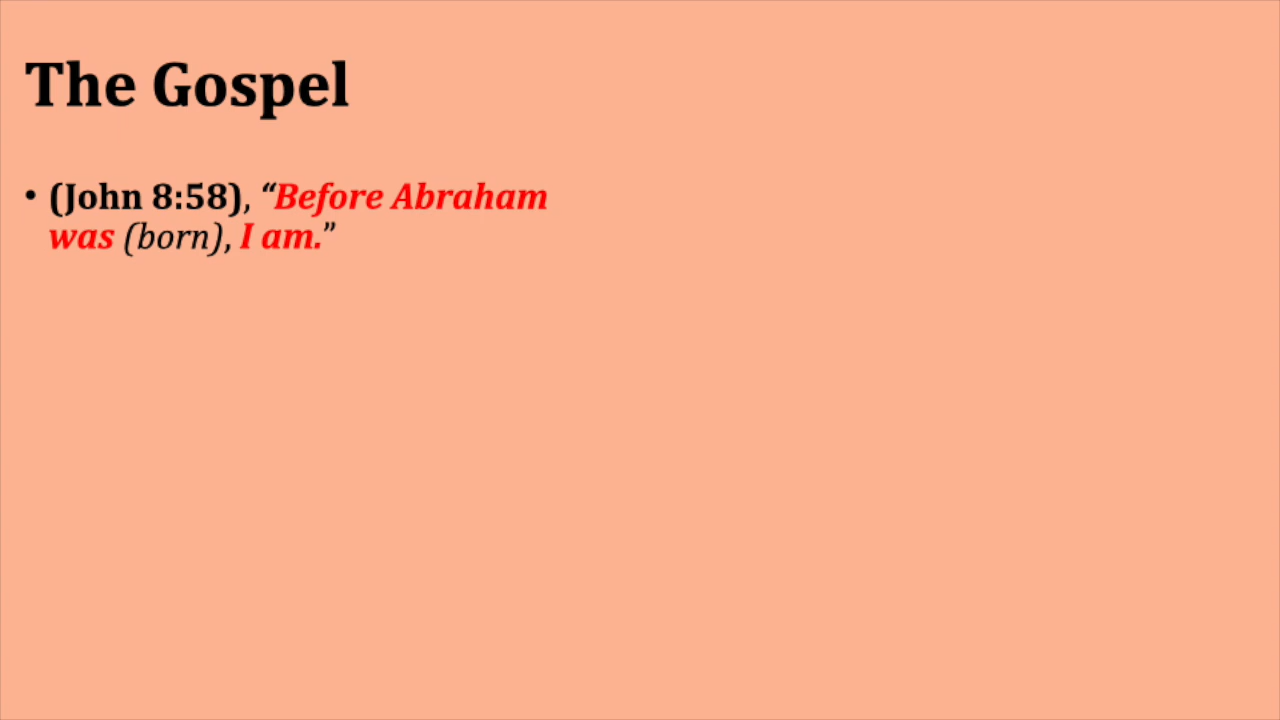 The Gospel
• (John 8:58), “Before Abraham
was (born), I am.”